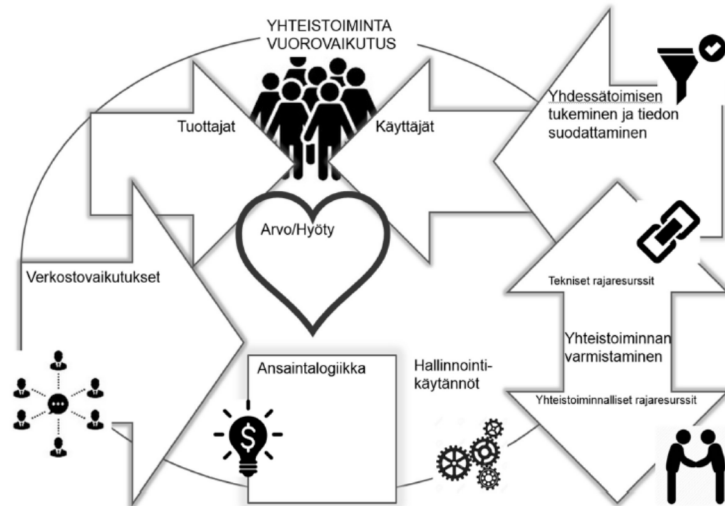 YHTEISTOIMINTA
VUOROVAIKUTUS
Tuottajat
Käyttäjät
Yhdessätoimisen
tukeminen ja tiedon
suodattaminen
Arvo/Hyöty
Verkostovaikutukset
Tekniset rajaresurssit
Yhteistoiminnan
varmistaminen
Yhteistoiminnalliset rajaresurssit
Ansaintalogiikka
Hallinnointi-
käytännöt
$